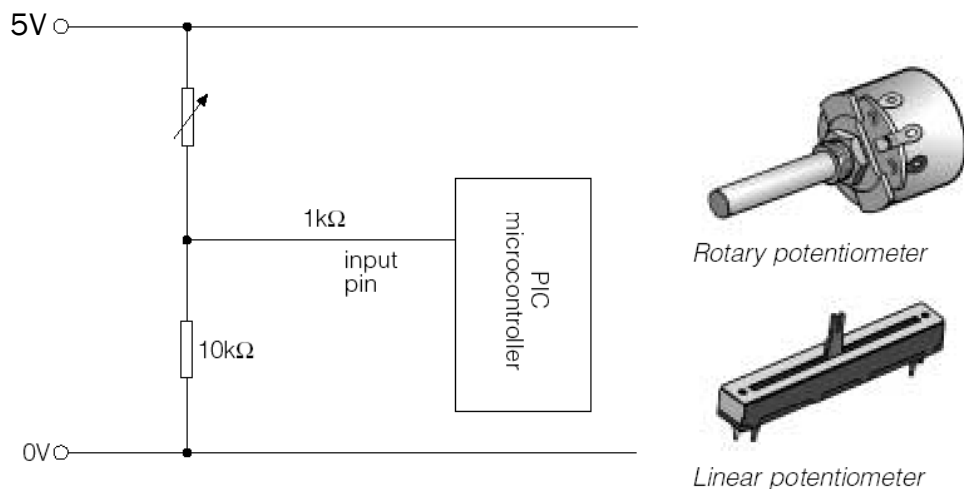 5V
1kΩ
input
pin
PIC
microcontroller
10kΩ
0V
Rotary potentiometer
Linear potentiometer